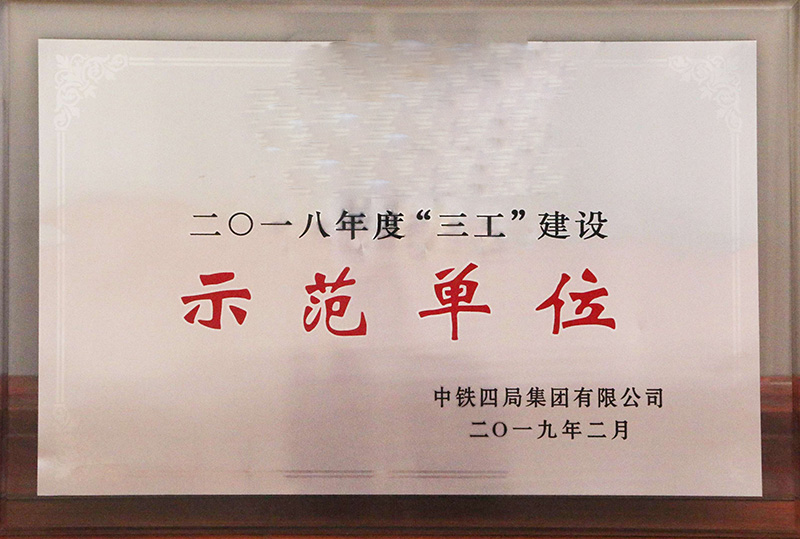 二〇一八年度“三工”建设
示范单位
中铁四局集团有限公司
二〇一九年二月